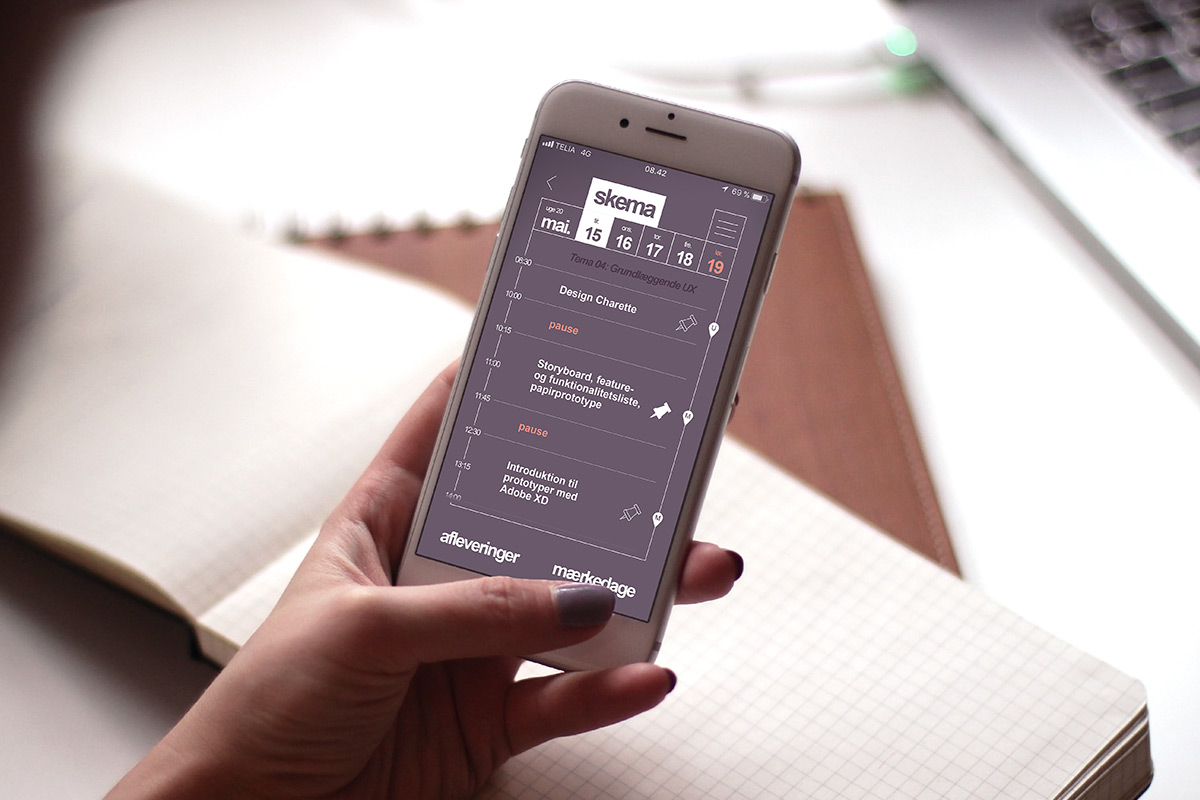 TELIA 4G
08.42
69 %
skema
uge 20
mai.
15
ons.
16
tor.
17
fre.
18
lør.
19
Tema 04: Grundlæggende UX
08:30
Design Charette
10:00
pause
10:15
11:00
Storyboard, feature-
og funktionalitetsliste,
papirprototype
11:45
pause
12:30
13:15
Introduktion til
prototyper med
Adobe XD
14:00
afleveringer
mærkedage